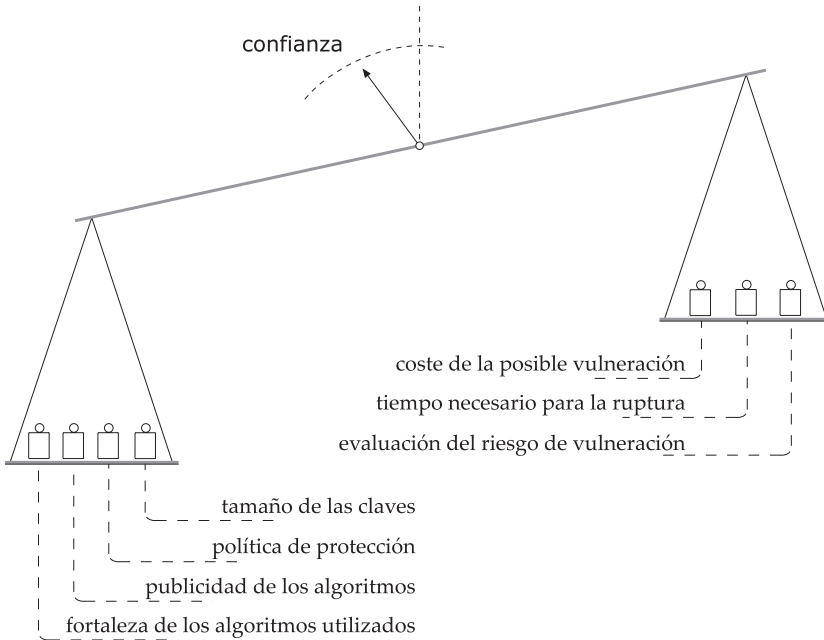 confianza
coste de la posible vulneración
tiempo necesario para la ruptura
evaluación del riesgo de vulneración
tamaño de las claves
política de protección
publicidad de los algoritmos
fortaleza de los algoritmos utilizados